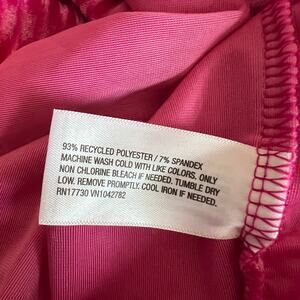 93% RECYCLED POLYESTER / 7% SPANDEX
MACHINE WASH COLD WITH LIKE COLORS. ONLY
NON CHLORINE BLEACH IF NEEDED. TUMBLE DRY
LOW. REMOVE PROMPTLY. COOL IRON IF NEEDED.
RN17730 VN1042782